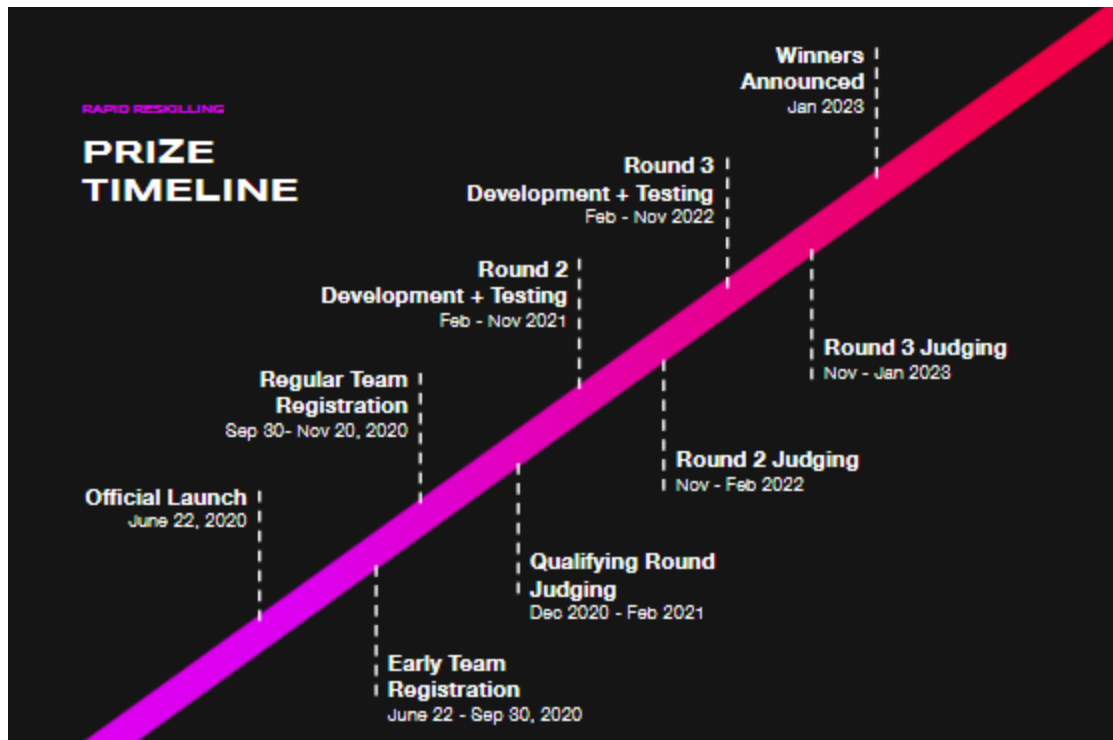 RAPID RESKILLING
PRIZE
TIMELINE
Winners
Announced
Jan 2023
Round 3
Development + Testing
Feb - Nov 2022
Round 2
Development + Testing
Feb - Nov 2021
Round 3 Judging
Nov - Jan 2023
Regular Team
Registration
Sep 30- Nov 20, 2020
Round 2 Judging
Nov - Feb 2022
Official Launch
June 22, 2020
Qualifying Round
Judging
Dec 2020 - Feb 2021
Early Team
Registration
June 22 - Sep 30, 2020